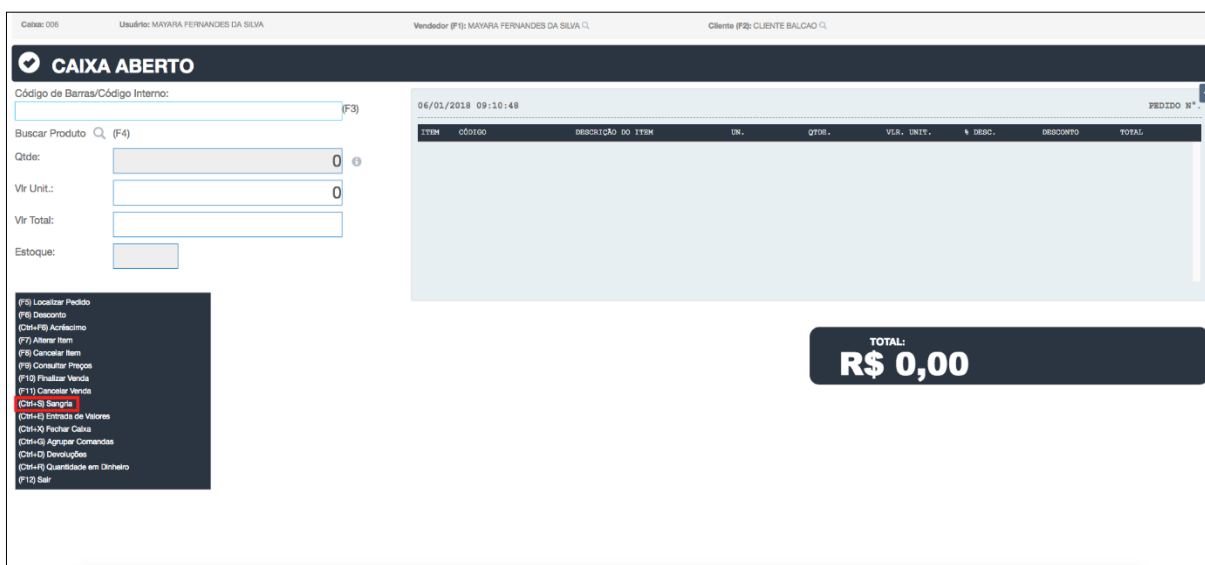 Caixa: 006 Usuário: MAYARA FERNANDES DA SILVA Vendedor (F1): MAYARA FERNANDES DA SILVA Cliente (F2): CLIENTE BALCAO
CAIXA ABERTO
Código de Barras/Código Interno:
(F3)
Buscar Produto (F4)
Qtde: 0
Vlr Unit.: 0
Vlr Total:
Estoque:
06/01/2018 09:10:48 PEDIDO N°.
ITEM CÓDIGO DESCRIÇÃO DO ITEM UN. QTDE. VLR. UNIT. % DESC. DESCONTO TOTAL
(F5) Localizar Pedido
(F6) Desconto
(Ctrl+F6) Acréscimo
(F7) Alterar Item
(F8) Cancelar Item
(F9) Consultar Preços
(F10) Finalizar Venda
(F11) Cancelar Venda
(Ctrl+S) Sangria
(Ctrl+E) Entrada de Valores
(Ctrl+X) Fechar Caixa
(Ctrl+G) Agrupar Comandas
(Ctrl+D) Devoluções
(Ctrl+R) Quantidade em Dinheiro
(F12) Sair
TOTAL:
R$ 0,00